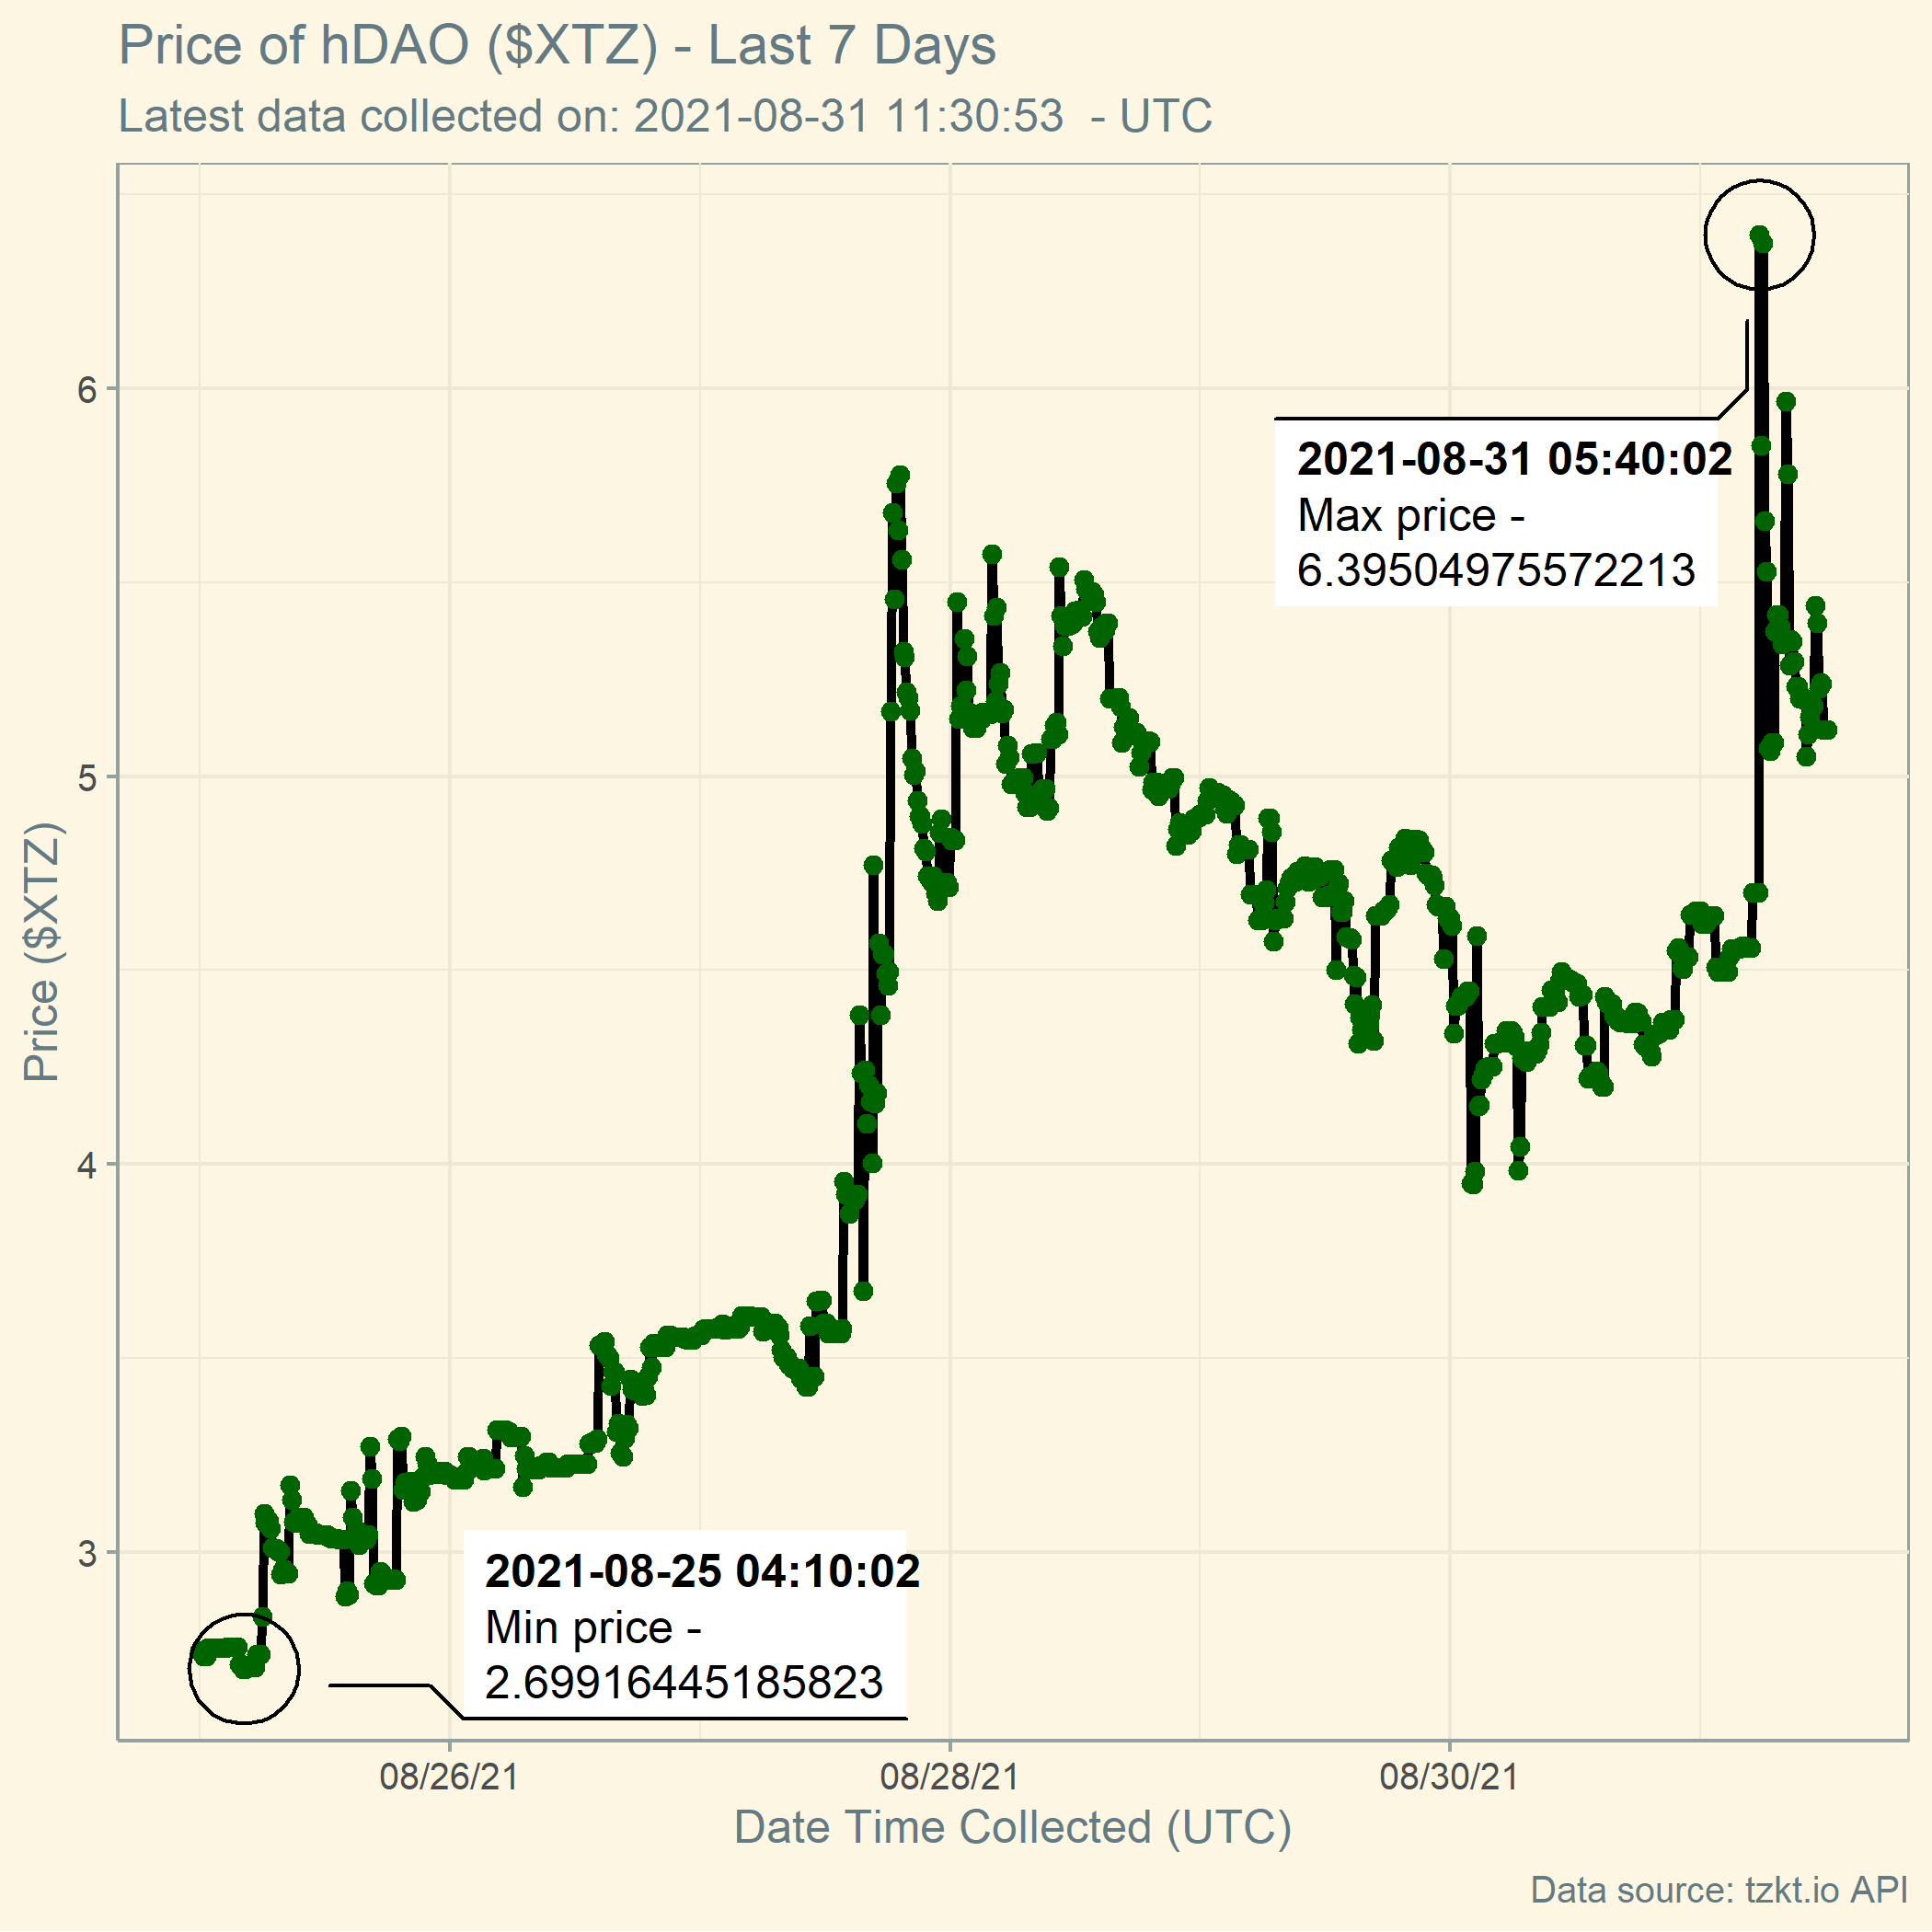 Price of hDAO ($XTZ) - Last 7 Days
Latest data collected on: 2021-08-31 11:30:53  - UTC
2021-08-31 05:40:02
Max price -
6.39504975572213
6
5
4
3
Price ($XTZ)
2021-08-25 04:10:02
Min price -
2.69916445185823
08/26/21
08/28/21
08/30/21
Date Time Collected (UTC)
Data source: tzkt.io API